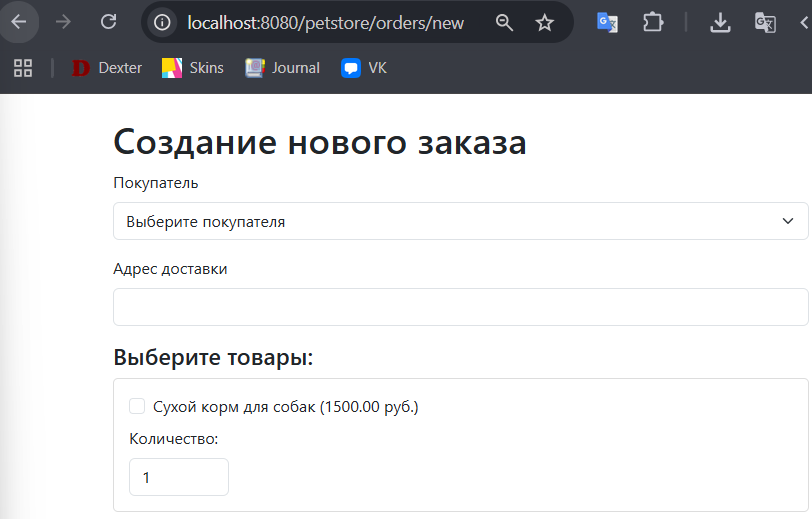 localhost:8080/petstore/orders/new
Dexter Skins Journal VK
Создание нового заказа
Покупатель
Выберите покупателя
Адрес доставки
Выберите товары:
Сухой корм для собак (1500.00 руб.)
Количество:
1